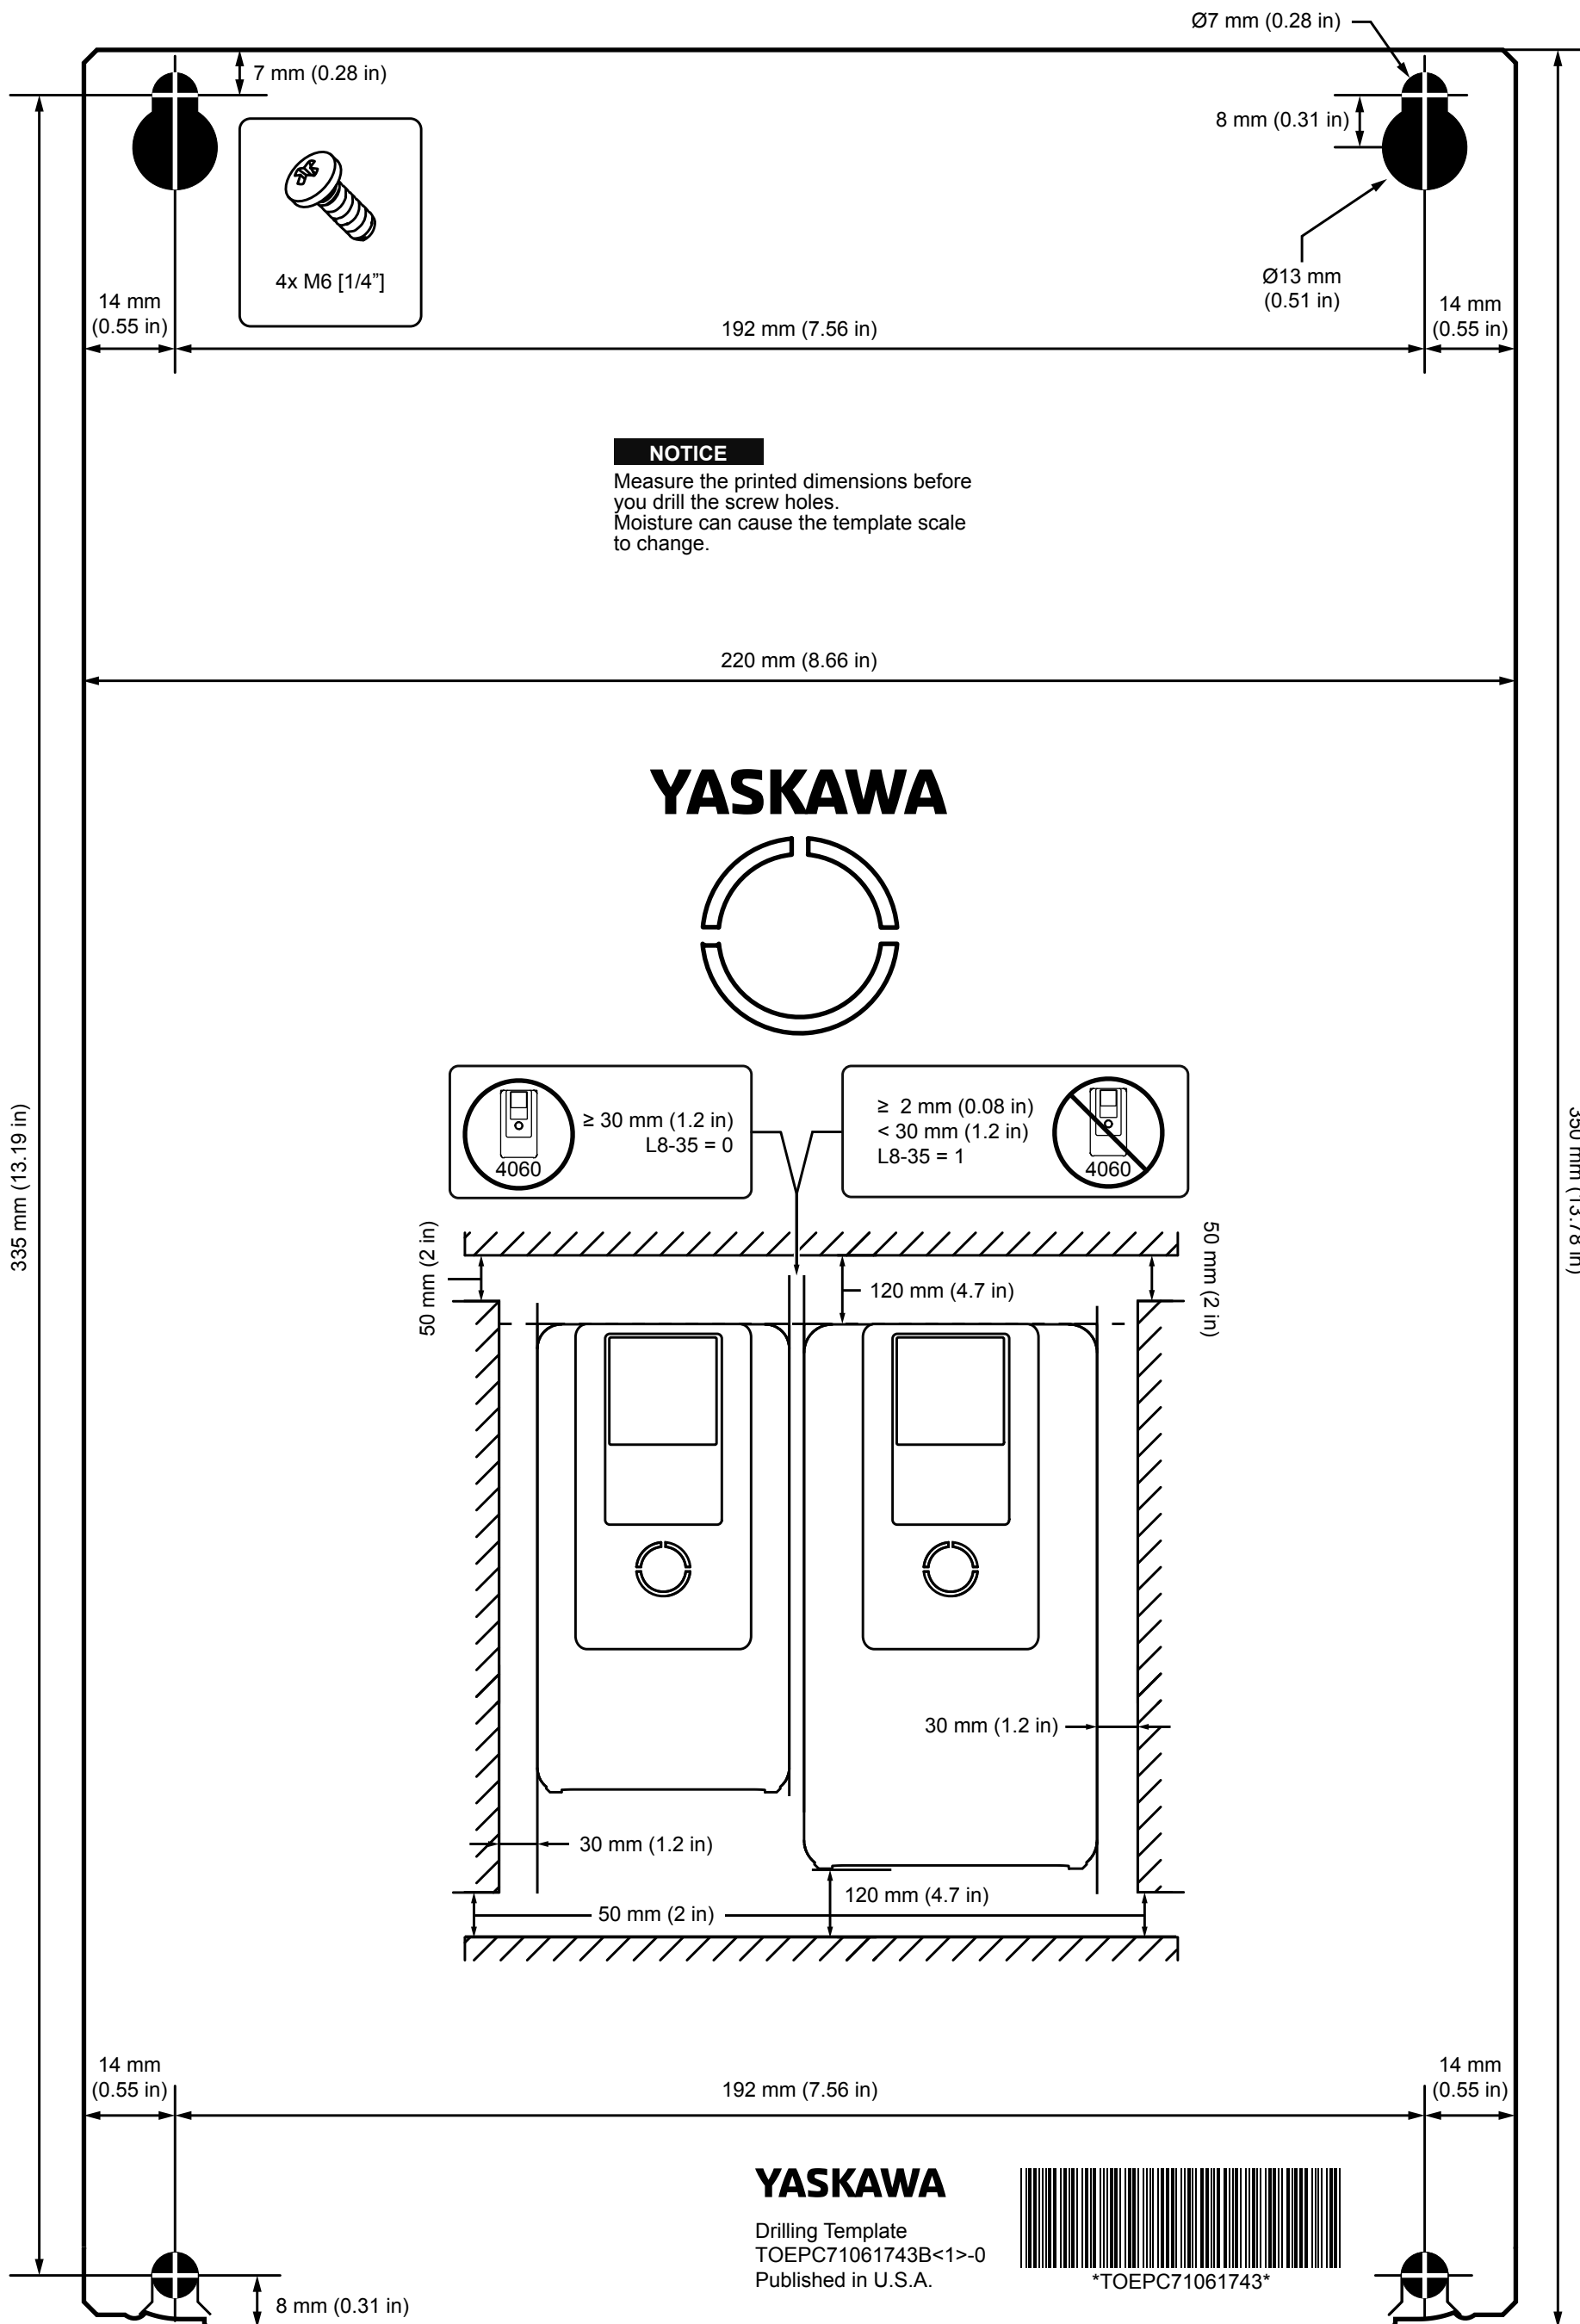 Ø7 mm (0.28 in)
7 mm (0.28 in)
8 mm (0.31 in)
4x M6 [1/4”]
Ø13 mm
(0.51 in)
14 mm
(0.55 in)
192 mm (7.56 in)
14 mm
(0.55 in)
NOTICE
Measure the printed dimensions before
you drill the screw holes.
Moisture can cause the template scale
to change.
220 mm (8.66 in)
YASKAWA
335 mm (13.19 in)
350 mm (13.78 in)
4060
≥ 30 mm (1.2 in)
L8-35 = 0
≥ 2 mm (0.08 in)
< 30 mm (1.2 in)
L8-35 = 1
4060
50 mm (2 in)
120 mm (4.7 in)
50 mm (2 in)
30 mm (1.2 in)
30 mm (1.2 in)
120 mm (4.7 in)
50 mm (2 in)
14 mm
(0.55 in)
192 mm (7.56 in)
14 mm
(0.55 in)
YASKAWA
Drilling Template
TOEPC71061743B<1>-0
Published in U.S.A.
*TOEPC71061743*
8 mm (0.31 in)